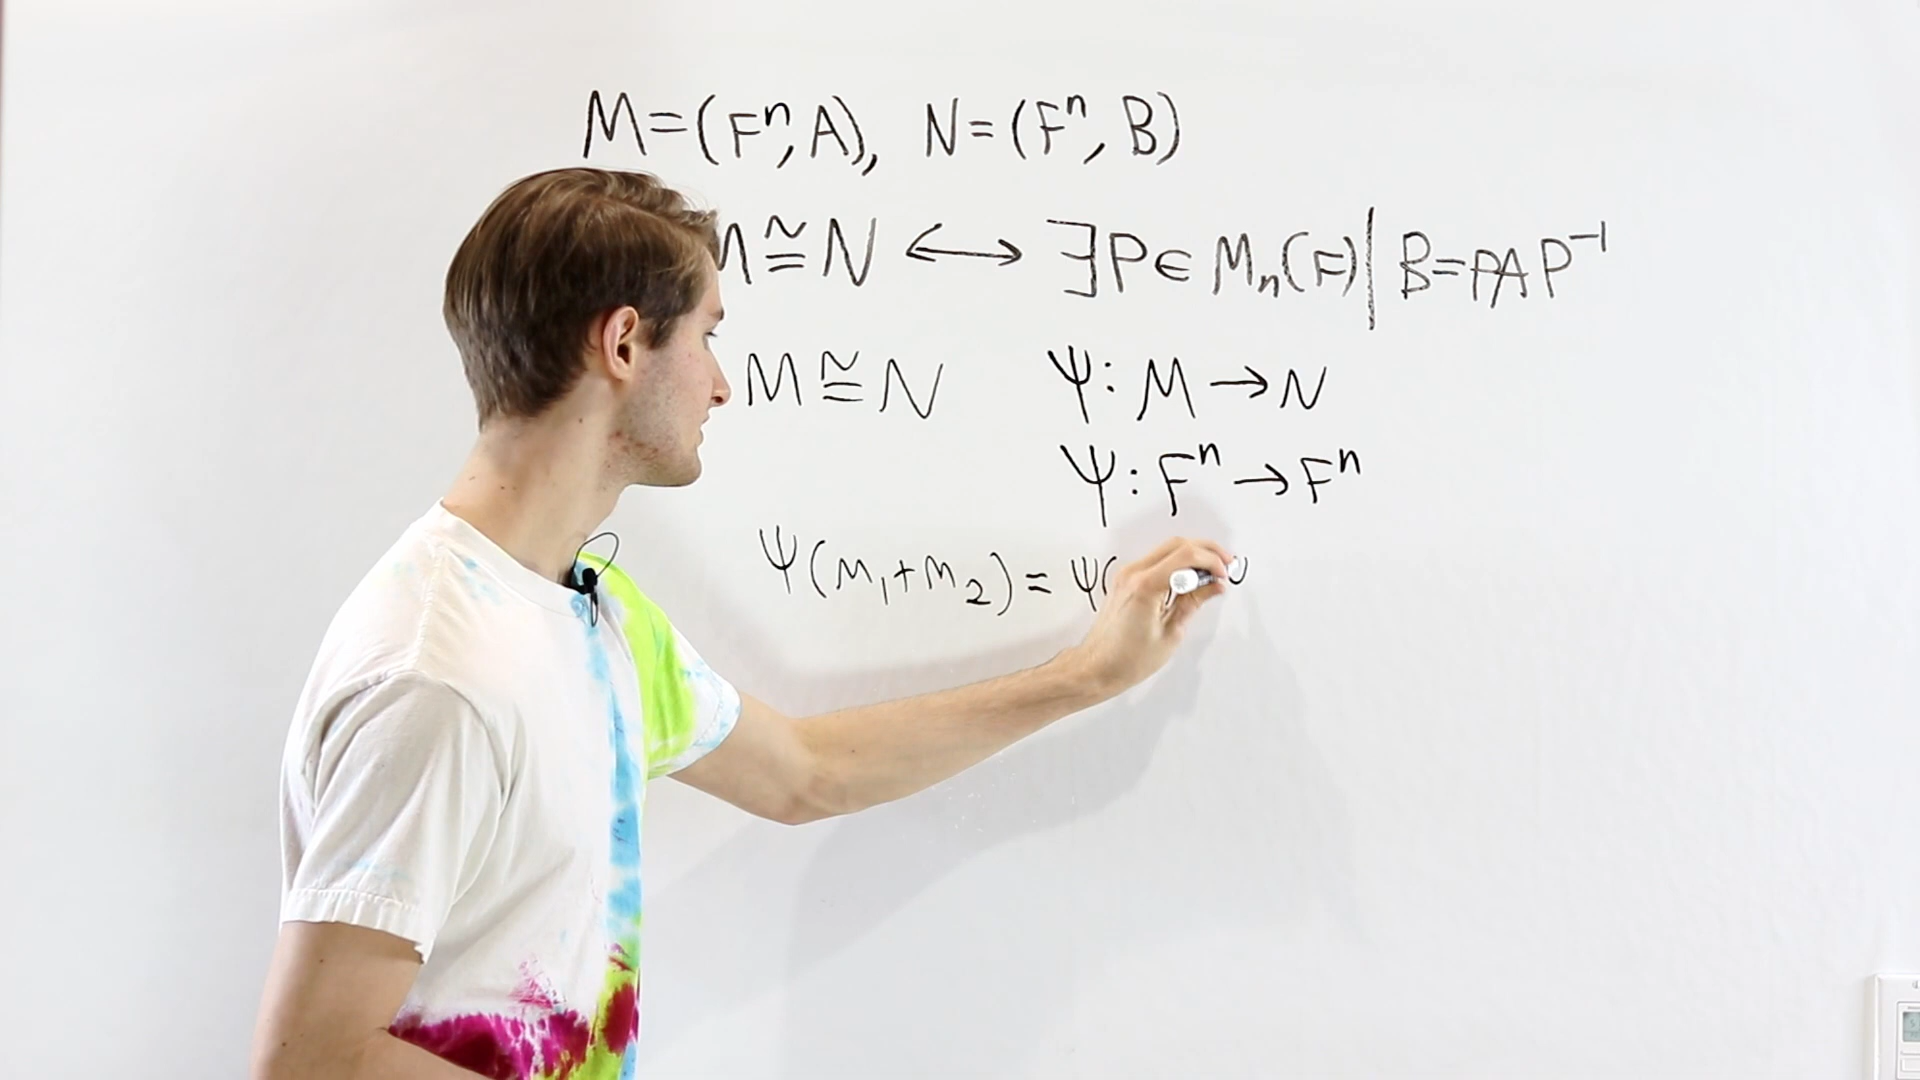 M=(Fⁿ, A), N=(Fⁿ, B)
M≅N ⟷ ∃P∈Mₙ(F) | B=PAP⁻¹
M≅N Ψ: M→N
Ψ: Fⁿ→Fⁿ
Ψ(m₁+m₂)=Ψ(